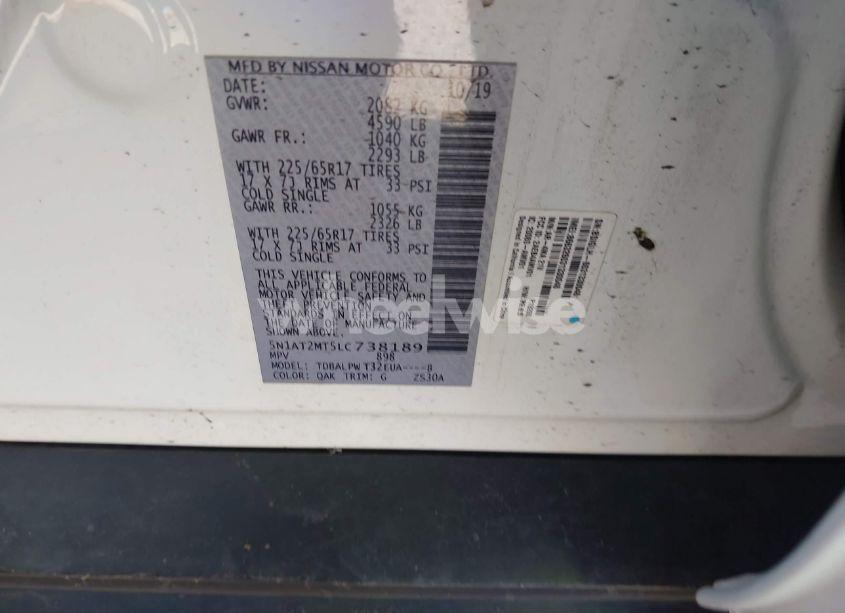 MFD BY NISSAN MOTOR CO., LTD.
DATE: 10/19
GVWR: 2082 KG
4590 LB
GAWR FR.: 1040 KG
2293 LB
WITH 225/65R17 TIRES
17 X 7J RIMS AT 33 PSI
COLD SINGLE
GAWR RR.: 1055 KG
2326 LB
WITH 225/65R17 TIRES
17 X 7J RIMS AT 33 PSI
COLD SINGLE
THIS VEHICLE CONFORMS TO
ALL APPLICABLE FEDERAL
MOTOR VEHICLE SAFETY AND
THEFT PREVENTION
STANDARDS IN EFFECT ON
THE DATE OF MANUFACTURE
SHOWN ABOVE
5N1AT2MT5LC738189
MPV 898
MODEL: TDBALPW T32EUA----B
COLOR: QAK TRIM: G 2S30A
wheelwise